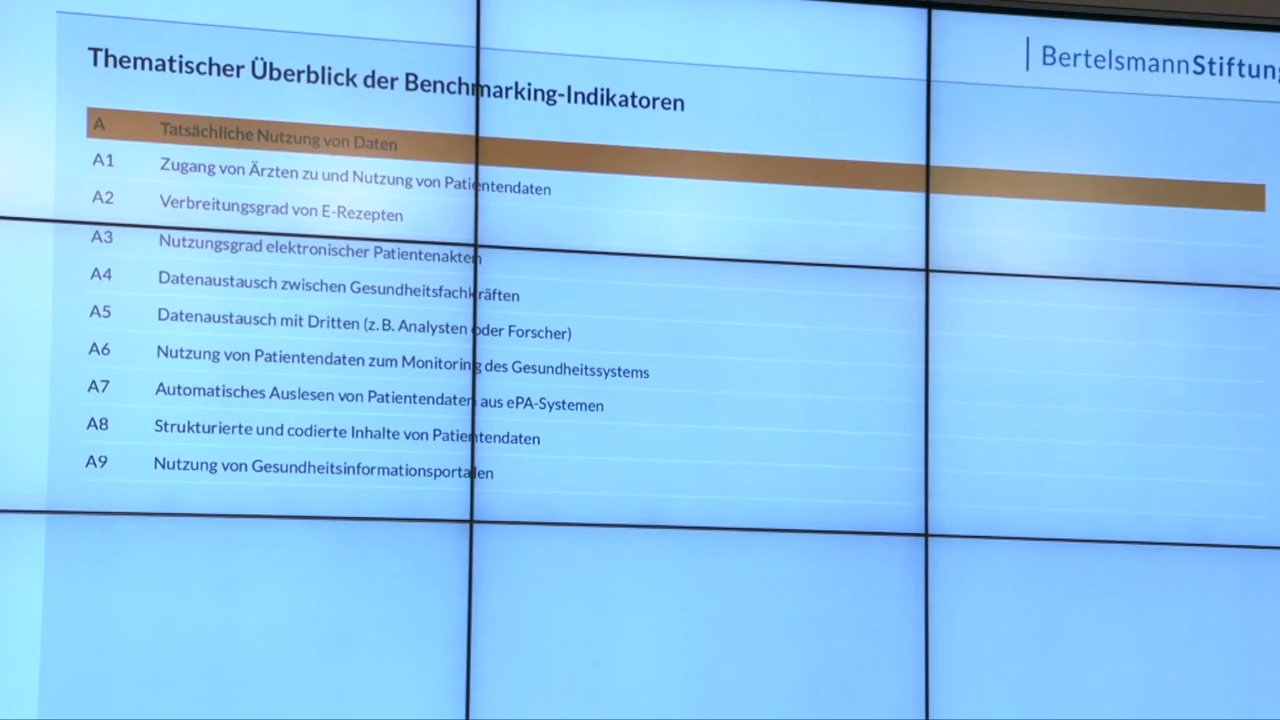 BertelsmannStiftung
Thematischer Überblick der Benchmarking-Indikatoren
A Tatsächliche Nutzung von Daten
A1 Zugang von Ärzten zu und Nutzung von Patientendaten
A2 Verbreitungsgrad von E-Rezepten
A3 Nutzungsgrad elektronischer Patientenakten
A4 Datenaustausch zwischen Gesundheitsfachkräften
A5 Datenaustausch mit Dritten (z. B. Analysten oder Forscher)
A6 Nutzung von Patientendaten zum Monitoring des Gesundheitssystems
A7 Automatisches Auslesen von Patientendaten aus ePA-Systemen
A8 Strukturierte und codierte Inhalte von Patientendaten
A9 Nutzung von Gesundheitsinformationsportalen